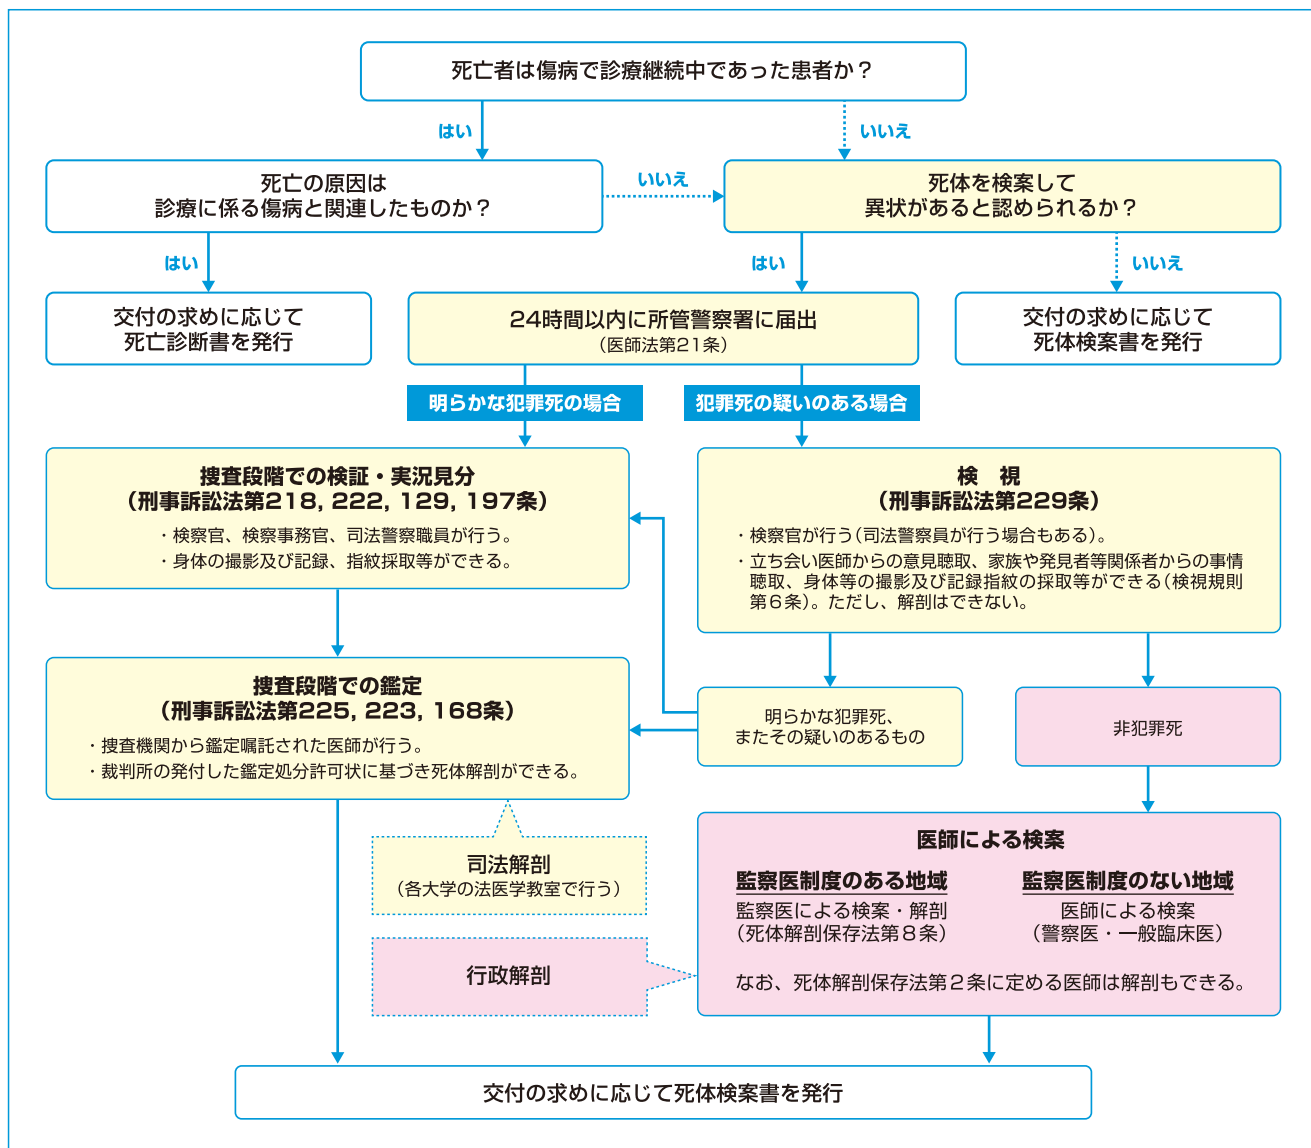 死亡者は傷病で診療継続中であった患者か？
はい
いいえ
死亡の原因は
診療に係る傷病と関連したものか？
いいえ
死体を検案して
異状があると認められるか？
はい
はい
いいえ
交付の求めに応じて
死亡診断書を発行
24時間以内に所管警察署に届出
（医師法第21条）
交付の求めに応じて
死体検案書を発行
明らかな犯罪死の場合
犯罪死の疑いのある場合
捜査段階での検証・実況見分
（刑事訴訟法第218, 222, 129, 197条）
・検察官、検察事務官、司法警察職員が行う。
・身体の撮影及び記録、指紋採取等ができる。
検　視
（刑事訴訟法第229条）
・検察官が行う（司法警察員が行う場合もある）。
・立ち会い医師からの意見聴取、家族や発見者等関係者からの事情
聴取、身体等の撮影及び記録指紋の採取等ができる（検視規則
第６条）。ただし、解剖はできない。
捜査段階での鑑定
（刑事訴訟法第225, 223, 168条）
・捜査機関から鑑定嘱託された医師が行う。
・裁判所の発付した鑑定処分許可状に基づき死体解剖ができる。
明らかな犯罪死、
またその疑いのあるもの
非犯罪死
司法解剖
（各大学の法医学教室で行う）
行政解剖
医師による検案
監察医制度のある地域
監察医による検案・解剖
（死体解剖保存法第８条）
監察医制度のない地域
医師による検案
（警察医・一般臨床医）
なお、死体解剖保存法第２条に定める医師は解剖もできる。
交付の求めに応じて死体検案書を発行